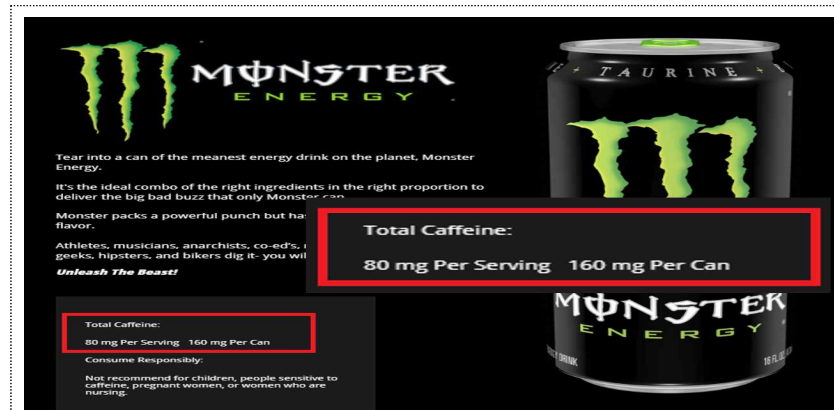 MONSTER
ENERGY
TAURINE
Tear into a can of the meanest energy drink on the planet, Monster
Energy.
It's the ideal combo of the right ingredients in the right proportion to
deliver the big bad buzz that only Monster can
Monster packs a powerful punch but has
flavor.
Athletes, musicians, anarchists, co-ed's,
geeks, hipsters, and bikers dig it- you
Unleash The Beast!
Total Caffeine:
80 mg Per Serving 160 mg Per Can
Total Caffeine:
80 mg Per Serving 160 mg Per Can
Consume Responsibly:
Not recommend for children, people sensitive to
caffeine, pregnant women, or women who are
nursing.
MONSTER
ENERGY
DRINK
16 FL.